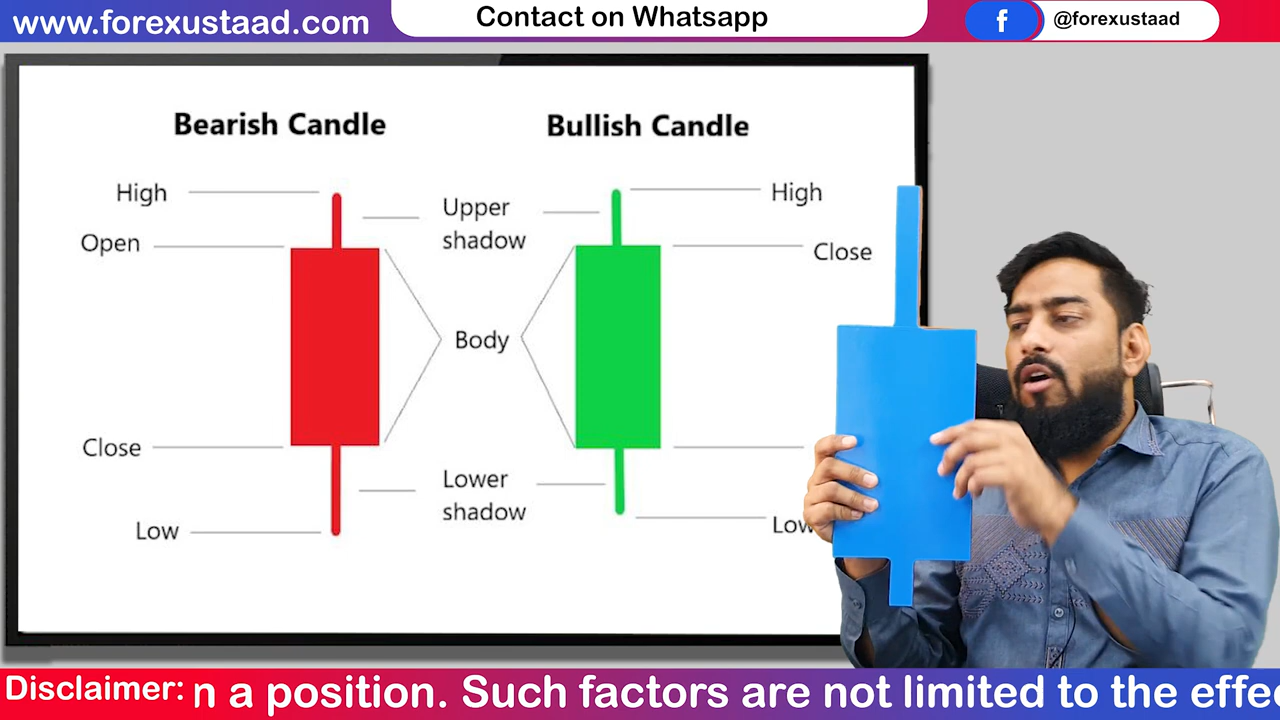 www.forexustaad.com
Contact on Whatsapp
f
@forexustaad
Bearish Candle
Bullish Candle
High
Open
Upper
shadow
High
Close
Body
Close
Lower
shadow
Low
Low
Disclaimer: n a position. Such factors are not limited to the effe